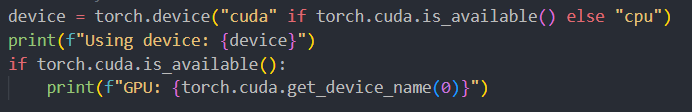 device = torch.device("cuda" if torch.cuda.is_available() else "cpu")
print(f"Using device: {device}")
if torch.cuda.is_available():
    print(f"GPU: {torch.cuda.get_device_name(0)}")